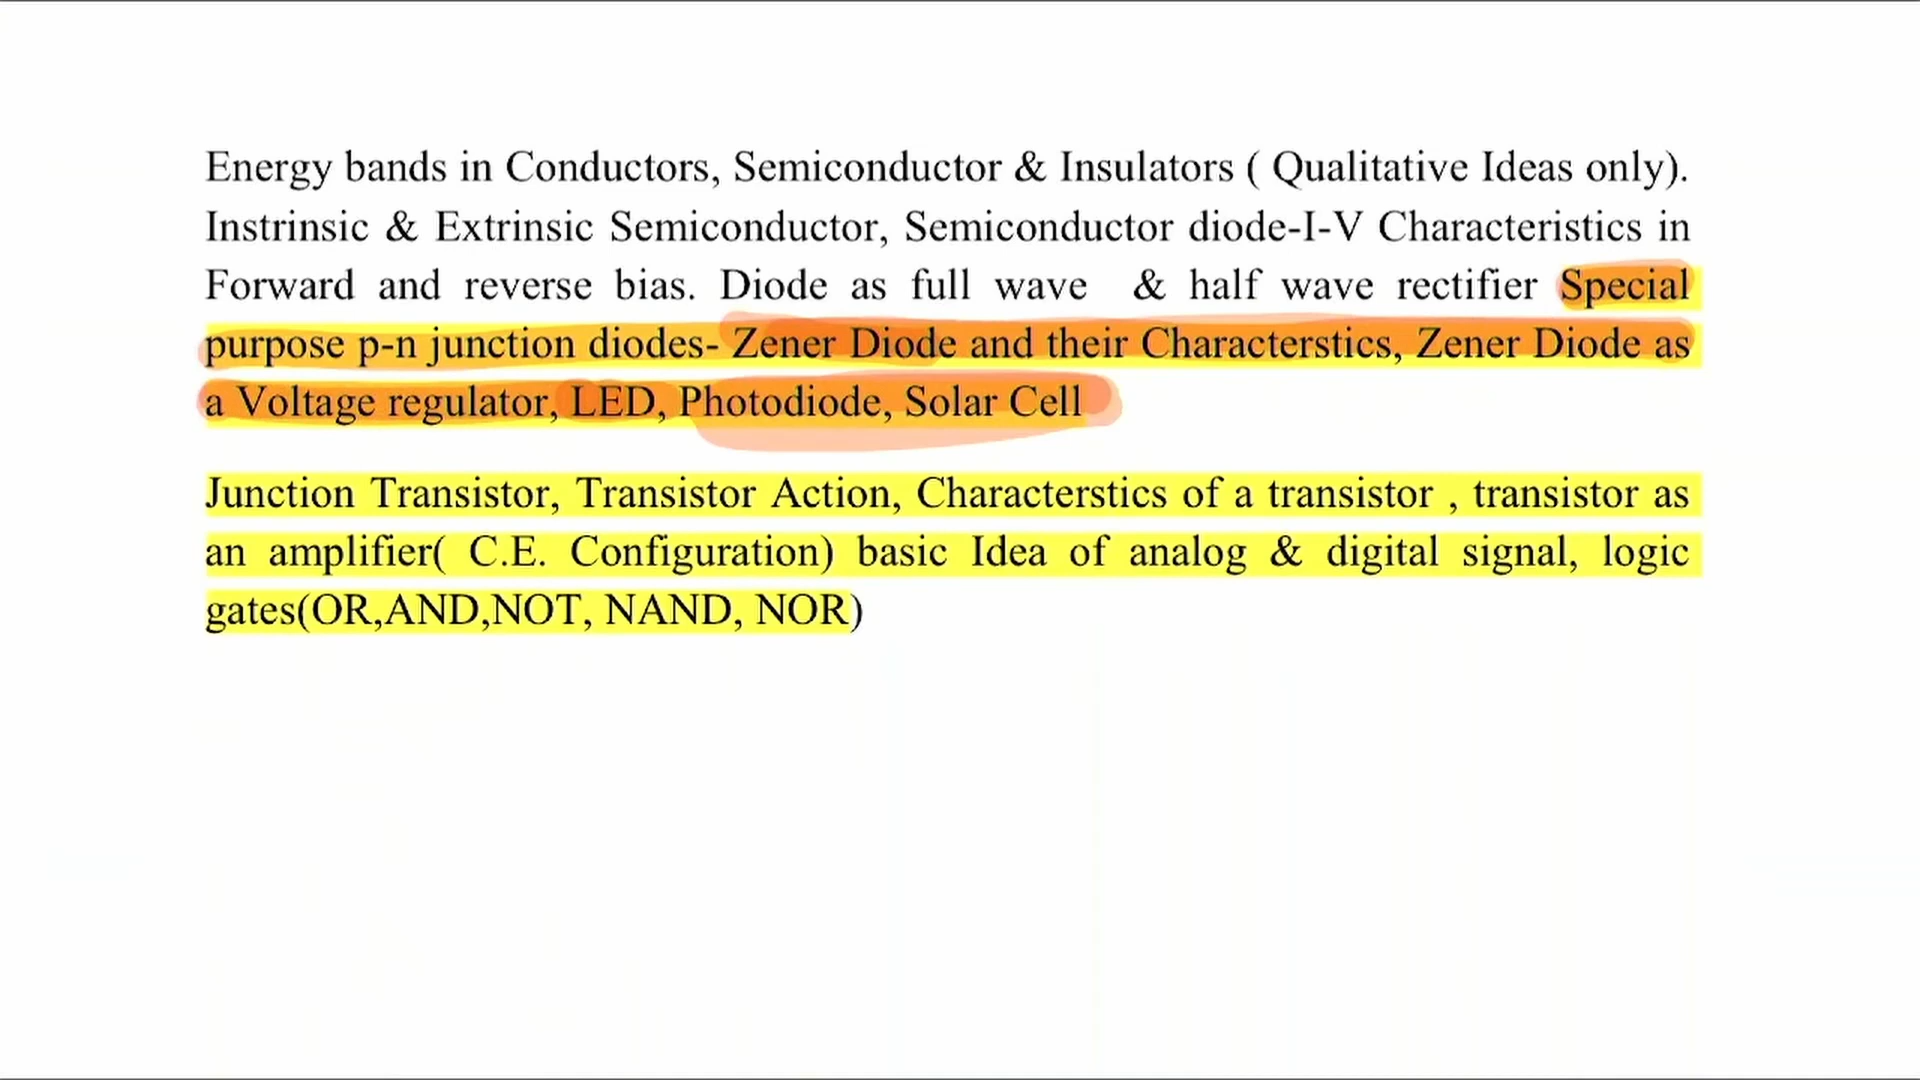 Energy bands in Conductors, Semiconductor & Insulators ( Qualitative Ideas only).
Instrinsic & Extrinsic Semiconductor, Semiconductor diode-I-V Characteristics in
Forward and reverse bias. Diode as full wave & half wave rectifier Special
purpose p-n junction diodes- Zener Diode and their Characterstics, Zener Diode as
a Voltage regulator, LED, Photodiode, Solar Cell
Junction Transistor, Transistor Action, Characterstics of a transistor , transistor as
an amplifier( C.E. Configuration) basic Idea of analog & digital signal, logic
gates(OR,AND,NOT, NAND, NOR)